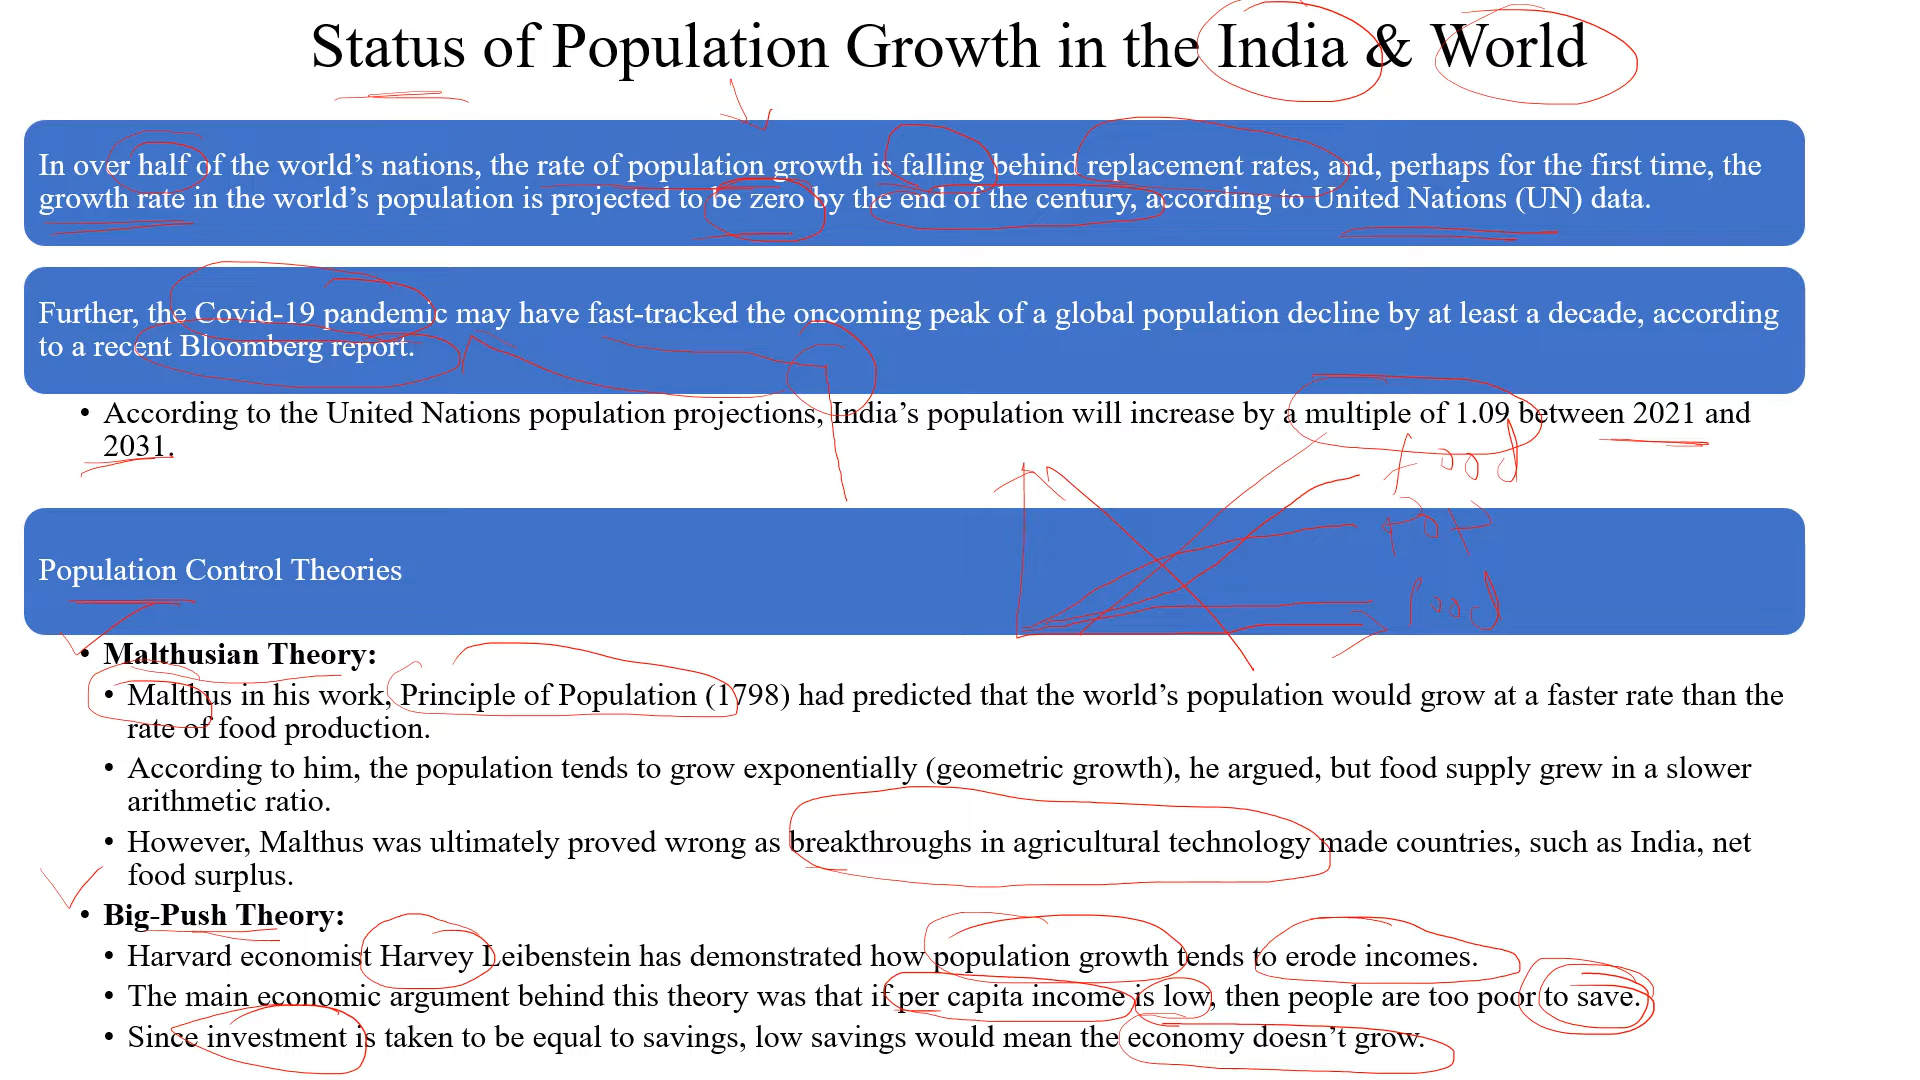 Status of Population Growth in the India & World
In over half of the world's nations, the rate of population growth is falling behind replacement rates, and, perhaps for the first time, the
growth rate in the world's population is projected to be zero by the end of the century, according to United Nations (UN) data.
Further, the Covid-19 pandemic may have fast-tracked the oncoming peak of a global population decline by at least a decade, according
to a recent Bloomberg report.
• According to the United Nations population projections, India's population will increase by a multiple of 1.09 between 2021 and
2031.
food
Pop
Population Control Theories
food
• Malthusian Theory:
• Malthus in his work, Principle of Population (1798) had predicted that the world's population would grow at a faster rate than the
rate of food production.
• According to him, the population tends to grow exponentially (geometric growth), he argued, but food supply grew in a slower
arithmetic ratio.
• However, Malthus was ultimately proved wrong as breakthroughs in agricultural technology made countries, such as India, net
food surplus.
• Big-Push Theory:
• Harvard economist Harvey Leibenstein has demonstrated how population growth tends to erode incomes.
• The main economic argument behind this theory was that if per capita income is low, then people are too poor to save.
• Since investment is taken to be equal to savings, low savings would mean the economy doesn't grow.